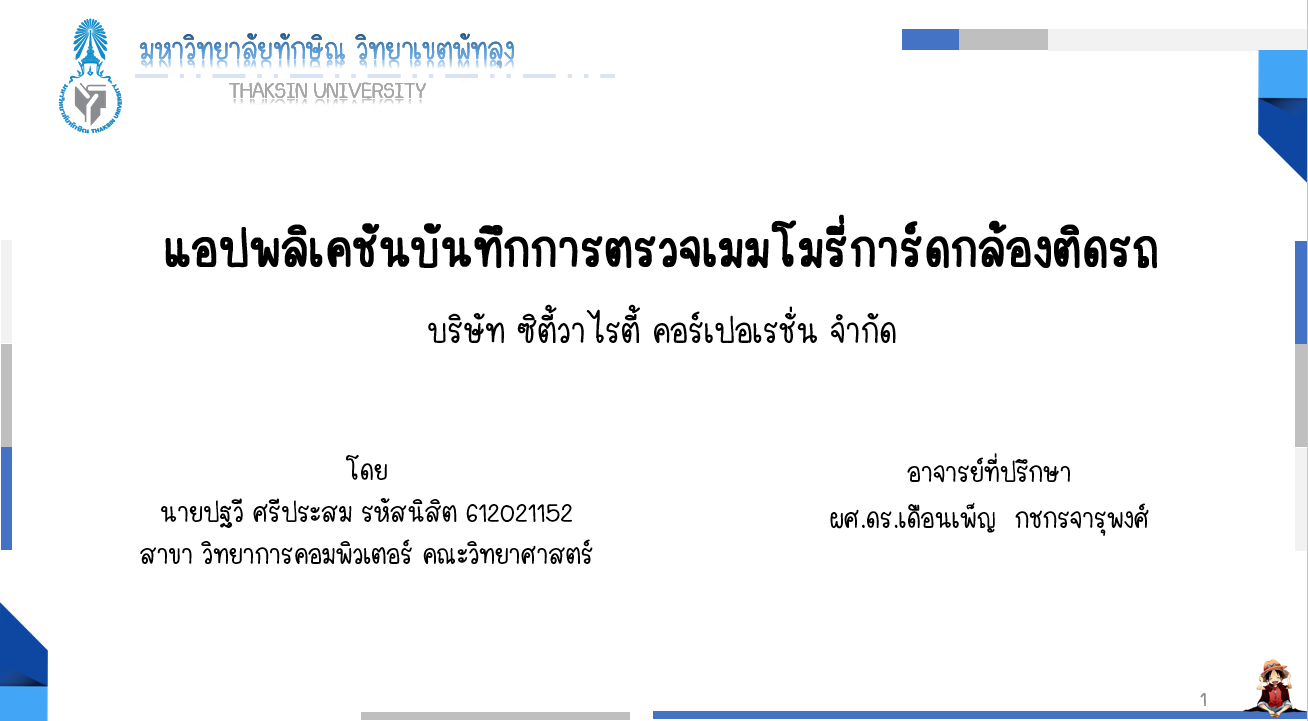 มหาวิทยาลัยทักษิณ วิทยาเขตพัทลุง
THAKSIN UNIVERSITY
แอปพลิเคชันบันทึกการตรวจเมมโมรี่การ์ดกล้องติดรถ
บริษัท ซิตี้วาไรตี้ คอร์เปอเรชั่น จำกัด
โดย
นายปฐวี ศรีประสม รหัสนิสิต 612021152
สาขา วิทยาการคอมพิวเตอร์ คณะวิทยาศาสตร์
อาจารย์ที่ปรึกษา
ผศ.ดร.เดือนเพ็ญ กชกรจารุพงศ์
1